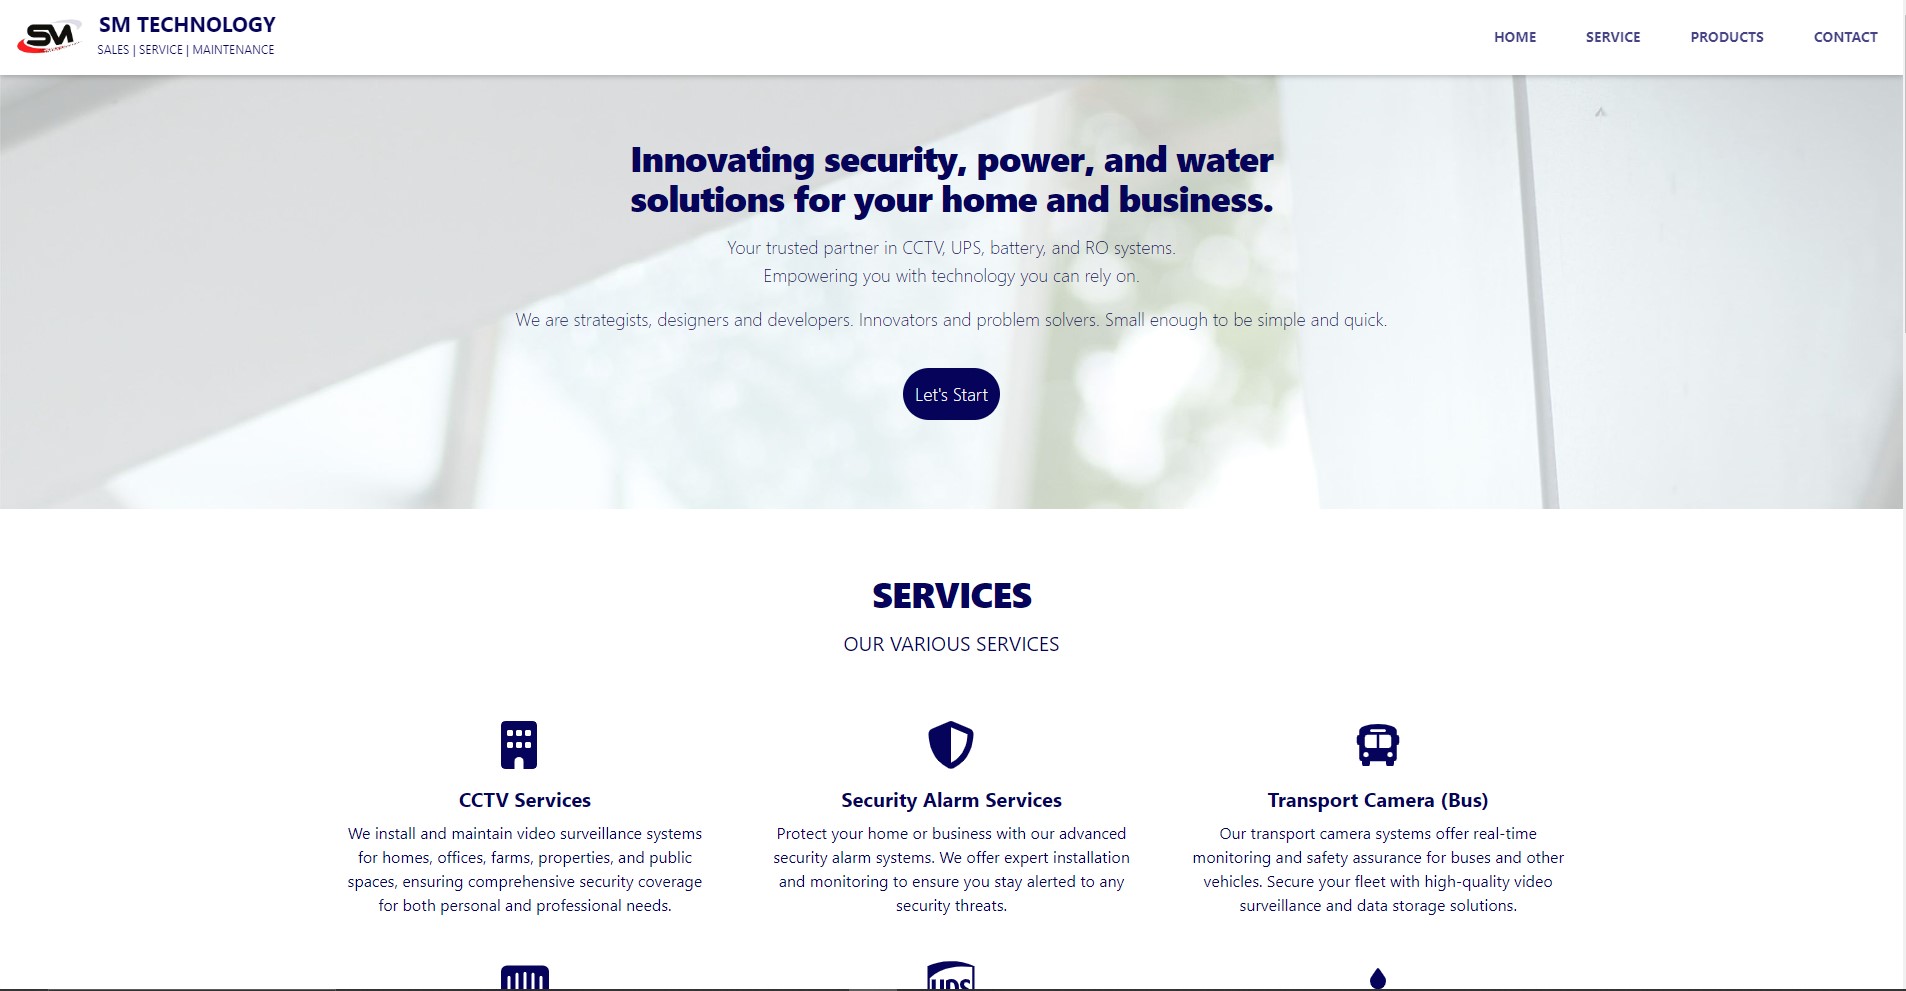 SM
SM TECHNOLOGY
SALES | SERVICE | MAINTENANCE
HOME
SERVICE
PRODUCTS
CONTACT
Innovating security, power, and water
solutions for your home and business.
Your trusted partner in CCTV, UPS, battery, and RO systems.
Empowering you with technology you can rely on.
We are strategists, designers and developers. Innovators and problem solvers. Small enough to be simple and quick.
Let's Start
SERVICES
OUR VARIOUS SERVICES
CCTV Services
We install and maintain video surveillance systems
for homes, offices, farms, properties, and public
spaces, ensuring comprehensive security coverage
for both personal and professional needs.
Security Alarm Services
Protect your home or business with our advanced
security alarm systems. We offer expert installation
and monitoring to ensure you stay alerted to any
security threats.
Transport Camera (Bus)
Our transport camera systems offer real-time
monitoring and safety assurance for buses and other
vehicles. Secure your fleet with high-quality video
surveillance and data storage solutions.
ups